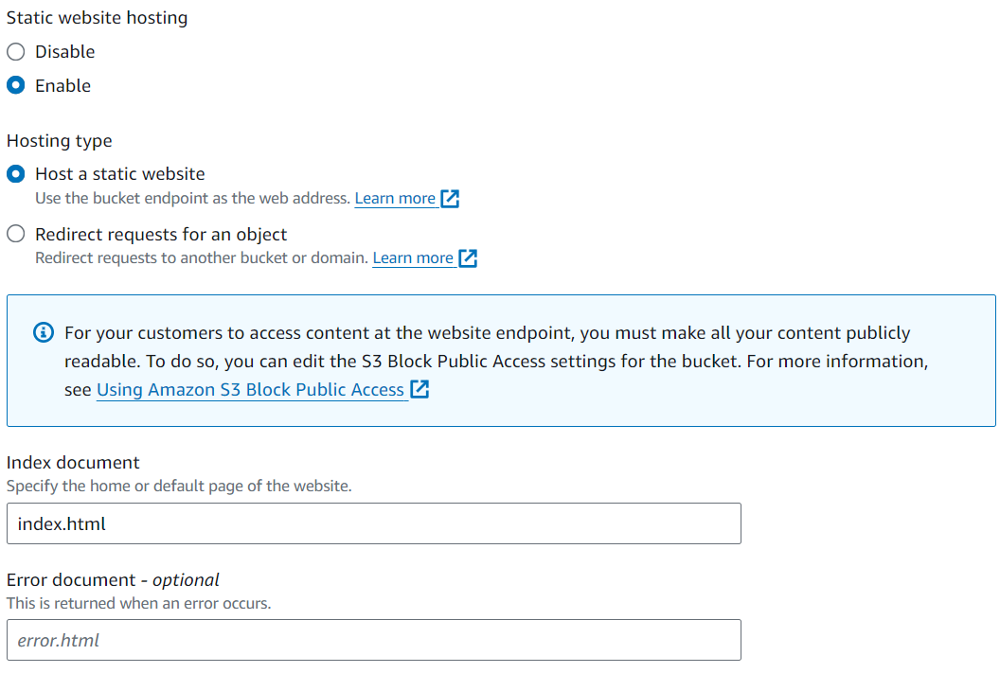 Static website hosting
Disable
Enable
Hosting type
Host a static website
Use the bucket endpoint as the web address. Learn more
Redirect requests for an object
Redirect requests to another bucket or domain. Learn more
For your customers to access content at the website endpoint, you must make all your content publicly
readable. To do so, you can edit the S3 Block Public Access settings for the bucket. For more information,
see Using Amazon S3 Block Public Access
Index document
Specify the home or default page of the website.
index.html
Error document - optional
This is returned when an error occurs.
error.html